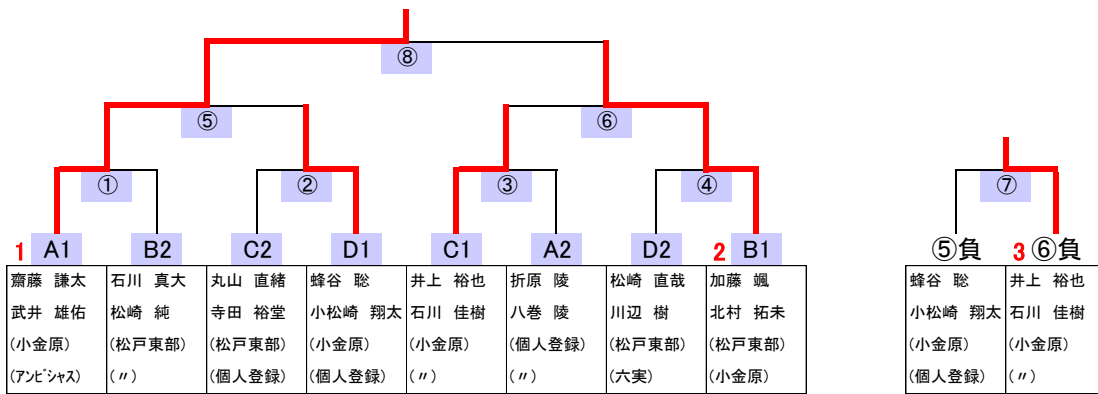 ⑧
⑤ ⑥
① ② ③ ④ ⑦
1 A1 B2 C2 D1 C1 A2 D2 2 B1 ⑤負 3 ⑥負
齋藤 謙太 石川 真大 丸山 直緒 蜂谷 聡 井上 裕也 折原 陵 松崎 直哉 加藤 颯 蜂谷 聡 井上 裕也
武井 雄佑 松崎 純 寺田 裕堂 小松崎 翔太 石川 佳樹 八巻 陵 川辺 樹 北村 拓未 小松崎 翔太 石川 佳樹
(小金原) (松戸東部) (松戸東部) (小金原) (小金原) (個人登録) (松戸東部) (松戸東部) (小金原) (小金原)
(アンビシャス) (〃) (個人登録) (個人登録) (〃) (〃) (六実) (小金原) (個人登録) (〃)